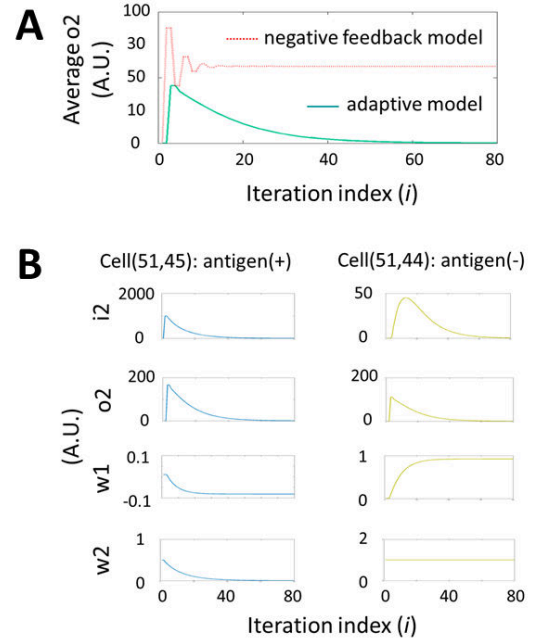 A
Average o2
(A.U.)
100
30
50
10
0
negative feedback model
adaptive model
0 20 40 60 80
Iteration index (i)
B
Cell(51,45): antigen(+)
Cell(51,44): antigen(-)
i2
2000
0
50
0
o2
200
0
200
0
(A.U.)
w1
0.1
-0.1
1
0
w2
1
0
2
0
0 40 80
0 40 80
Iteration index (i)